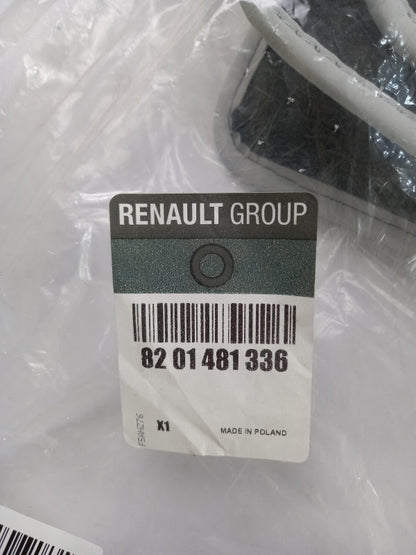 RENAULT GROUP
82 01 481 336
X1
MADE IN POLAND